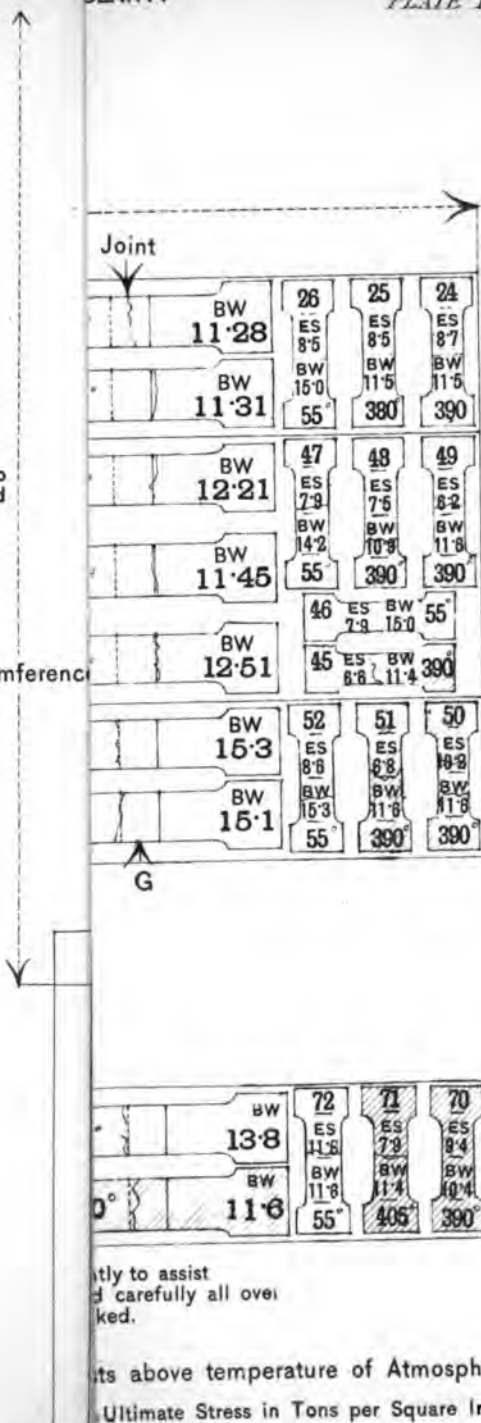 PLATE
Joint
BW 11·28
BW 11·31
26 ES 8·5 BW 15·0 55°
25 ES 8·5 BW 11·5 380°
24 ES 8·7 BW 11·5 390
BW 12·21
BW 11·45
47 ES 7·9 BW 14·2 55°
48 ES 7·5 BW 10·9 390°
49 ES 6·2 BW 11·8 390°
46 ES 7·9 BW 15·0 55°
45 ES 6·6 BW 11·4 390°
BW 12·51
mference
BW 15·3
BW 15·1
52 ES 8·6 BW 15·3 55°
51 ES 6·8 BW 11·6 390°
50 ES BW 11·6 390°
G
BW 13·8
BW 11·6
0°
72 ES 11·6 BW 11·8 55°
71 ES 7·9 BW 11·4 405°
70 ES 9·4 BW 10·4 390°
tly to assist
d carefully all over
ked.
ts above temperature of Atmosph
Ultimate Stress in Tons per Square In